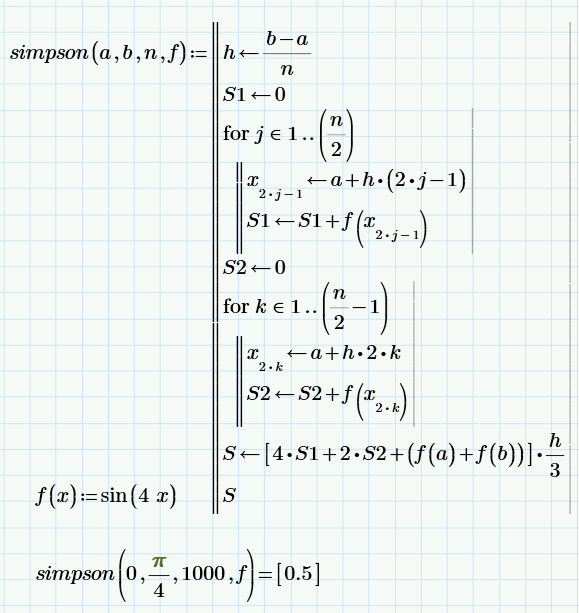 simpson(a,b,n,f):= h←(b−a)/n
S1←0
for j∈1..(n/2)
x_{2·j−1}←a+h·(2·j−1)
S1←S1+f(x_{2·j−1})
S2←0
for k∈1..(n/2−1)
x_{2·k}←a+h·2·k
S2←S2+f(x_{2·k})
S←[4·S1+2·S2+(f(a)+f(b))]·h/3
f(x):=sin(4 x) S
simpson(0,π/4,1000,f)=[0.5]